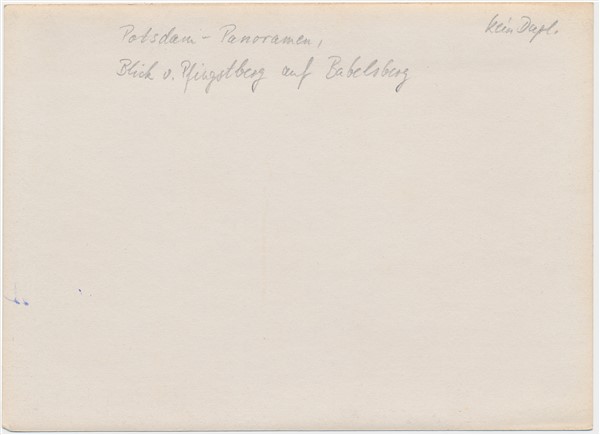 kein Dupl.
Potsdam - Panoramen,
Blick v. Pfingstberg auf Babelsberg